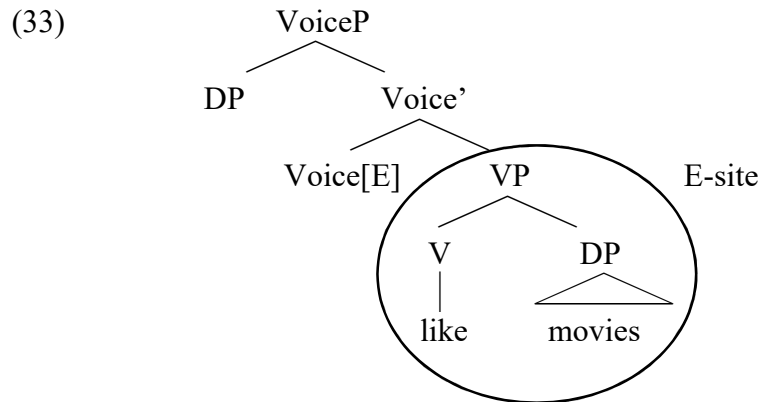 (33) VoiceP
DP Voice’
Voice[E] VP E-site
V DP
like movies